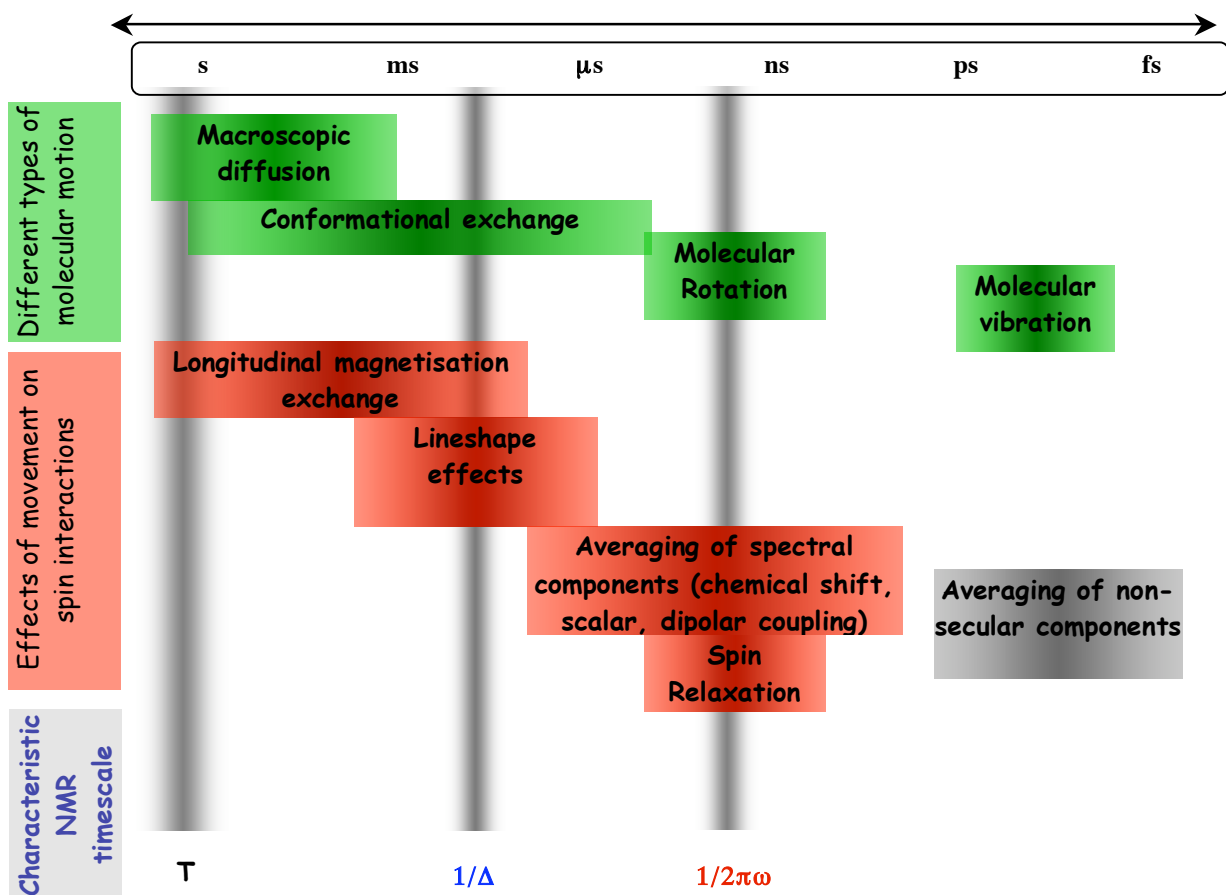 s ms μs ns ps fs
Different types of
molecular motion
Macroscopic
diffusion
Conformational exchange
Molecular
Rotation
Molecular
vibration
Effects of movement on
spin interactions
Longitudinal magnetisation
exchange
Lineshape
effects
Averaging of spectral
components (chemical shift,
scalar, dipolar coupling)
Averaging of non-
secular components
Spin
Relaxation
Characteristic
NMR
timescale
T 1/Δ 1/2πω